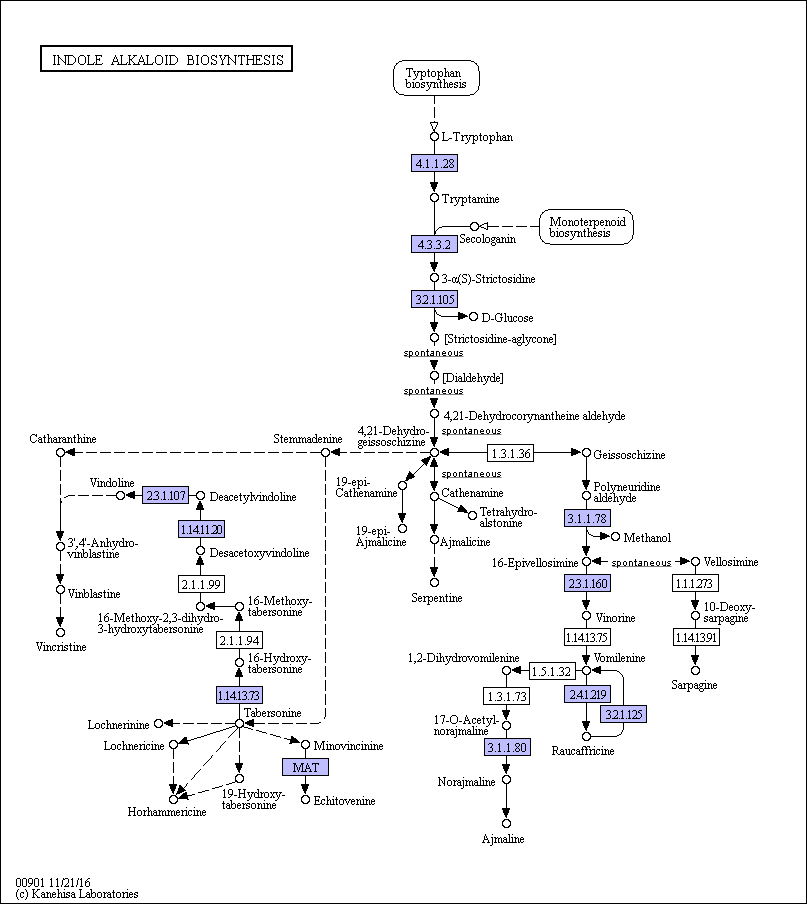 INDOLE ALKALOID BIOSYNTHESIS
Typtophan
biosynthesis
L-Tryptophan
4.1.1.28
Tryptamine
Monoterpenoid
biosynthesis
Secologanin
4.3.3.2
3-α(S)-Strictosidine
3.2.1.105
D-Glucose
[Strictosidine-aglycone]
spontaneous
[Dialdehyde]
spontaneous
4,21-Dehydrocorynantheine aldehyde
spontaneous
4,21-Dehydro-
geissoschizine
Catharanthine
Stemmadenine
1.3.1.36
Geissoschizine
spontaneous
19-epi-
Cathenamine
Cathenamine
Polyneuridine
aldehyde
Vindoline
2.3.1.107
Deacetylvindoline
Tetrahydro-
alstonine
3.1.1.78
1.14.11.20
19-epi-
Ajmalicine
Ajmalicine
Methanol
3',4'-Anhydro-
vinblastine
Desacetoxyvindoline
16-Epivellosimine
spontaneous
Vellosimine
2.1.1.99
Serpentine
2.3.1.160
1.1.1.273
Vinblastine
16-Methoxy-
tabersonine
16-Methoxy-2,3-dihydro-
3-hydroxytabersonine
Vinorine
10-Deoxy-
sarpagine
Vincristine
2.1.1.94
1.14.13.75
1.14.13.91
16-Hydroxy-
tabersonine
1,2-Dihydrovomilenine
1.5.1.32
Vomilenine
Sarpagine
1.14.13.73
1.3.1.73
2.4.1.219
3.2.1.125
Tabersonine
Lochnerinine
17-O-Acetyl-
norajmaline
Lochnericine
Minovincinine
3.1.1.80
Raucaffricine
MAT
Norajmaline
19-Hydroxy-
tabersonine
Echitovenine
Horhammericine
Ajmaline
00901 11/21/16
(c) Kanehisa Laboratories